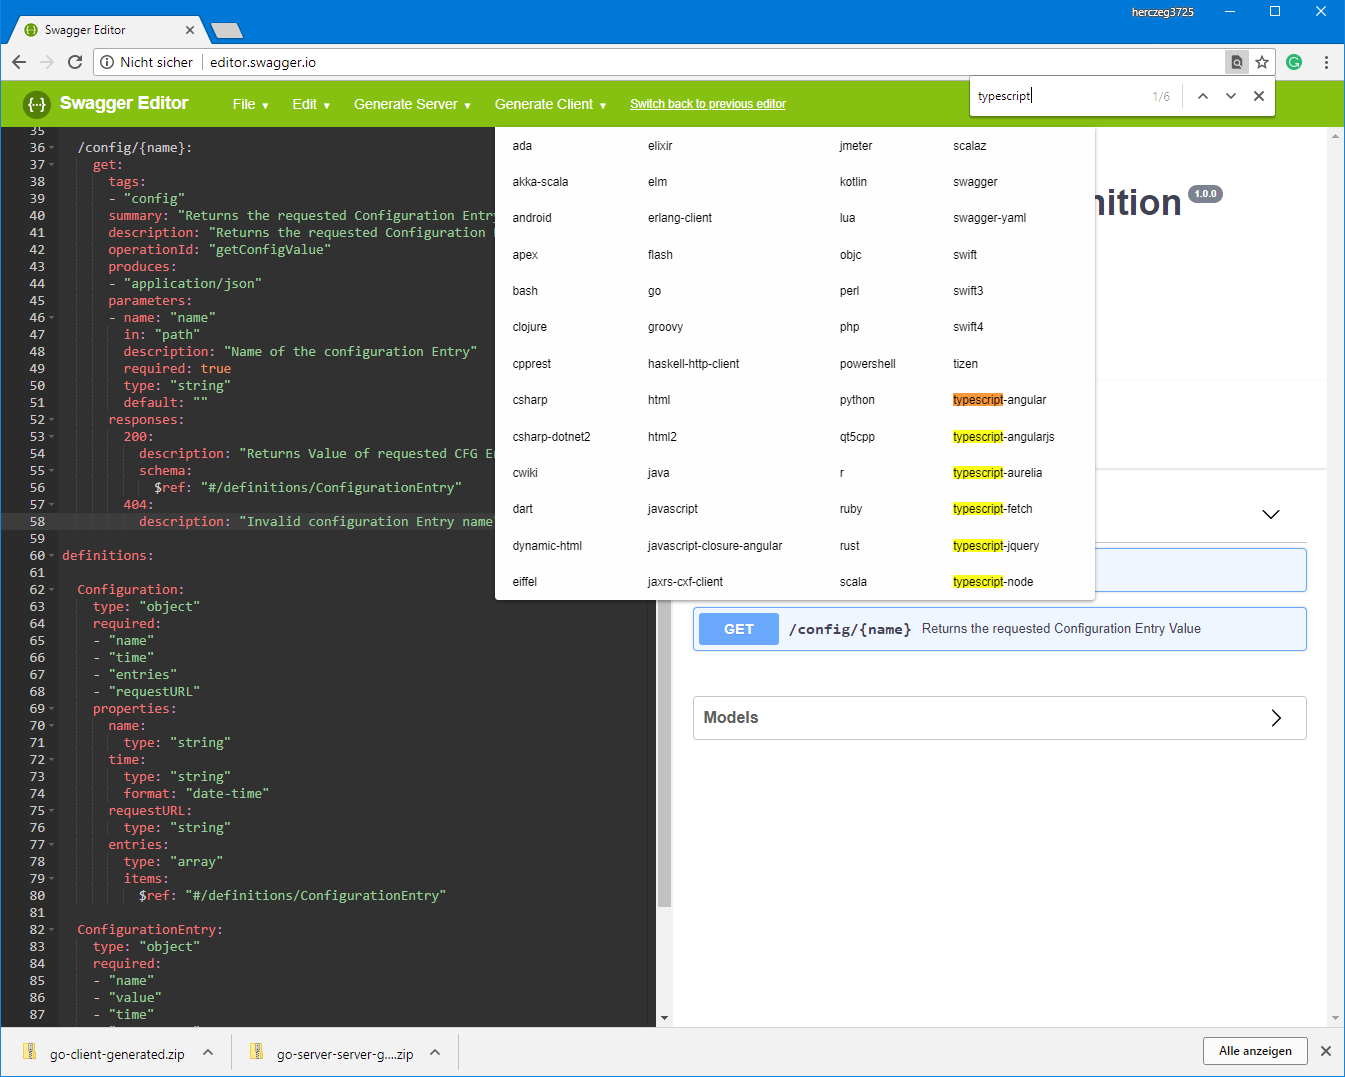 herczeg3725
Swagger Editor
Nicht sicher editor.swagger.io
typescript 1/6
{··} Swagger Editor File Edit Generate Server Generate Client Switch back to previous editor
ada elixir jmeter scalaz
akka-scala elm kotlin swagger
android erlang-client lua swagger-yaml
apex flash objc swift
bash go perl swift3
clojure groovy php swift4
cpprest haskell-http-client powershell tizen
csharp html python typescript-angular
csharp-dotnet2 html2 qt5cpp typescript-angularjs
cwiki java r typescript-aurelia
dart javascript ruby typescript-fetch
dynamic-html javascript-closure-angular rust typescript-jquery
eiffel jaxrs-cxf-client scala typescript-node
35
36 /config/{name}:
37 get:
38 tags:
39 - "config"
40 summary: "Returns the requested Configuration Entry
41 description: "Returns the requested Configuration
42 operationId: "getConfigValue"
43 produces:
44 - "application/json"
45 parameters:
46 - name: "name"
47 in: "path"
48 description: "Name of the configuration Entry"
49 required: true
50 type: "string"
51 default: ""
52 responses:
53 200:
54 description: "Returns Value of requested CFG En
55 schema:
56 $ref: "#/definitions/ConfigurationEntry"
57 404:
58 description: "Invalid configuration Entry name"
59
60 definitions:
61
62 Configuration:
63 type: "object"
64 required:
65 - "name"
66 - "time"
67 - "entries"
68 - "requestURL"
69 properties:
70 name:
71 type: "string"
72 time:
73 type: "string"
74 format: "date-time"
75 requestURL:
76 type: "string"
77 entries:
78 type: "array"
79 items:
80 $ref: "#/definitions/ConfigurationEntry"
81
82 ConfigurationEntry:
83 type: "object"
84 required:
85 - "name"
86 - "value"
87 - "time"
nition 1.0.0
GET /config/{name} Returns the requested Configuration Entry Value
Models
go-client-generated.zip go-server-server-g....zip Alle anzeigen